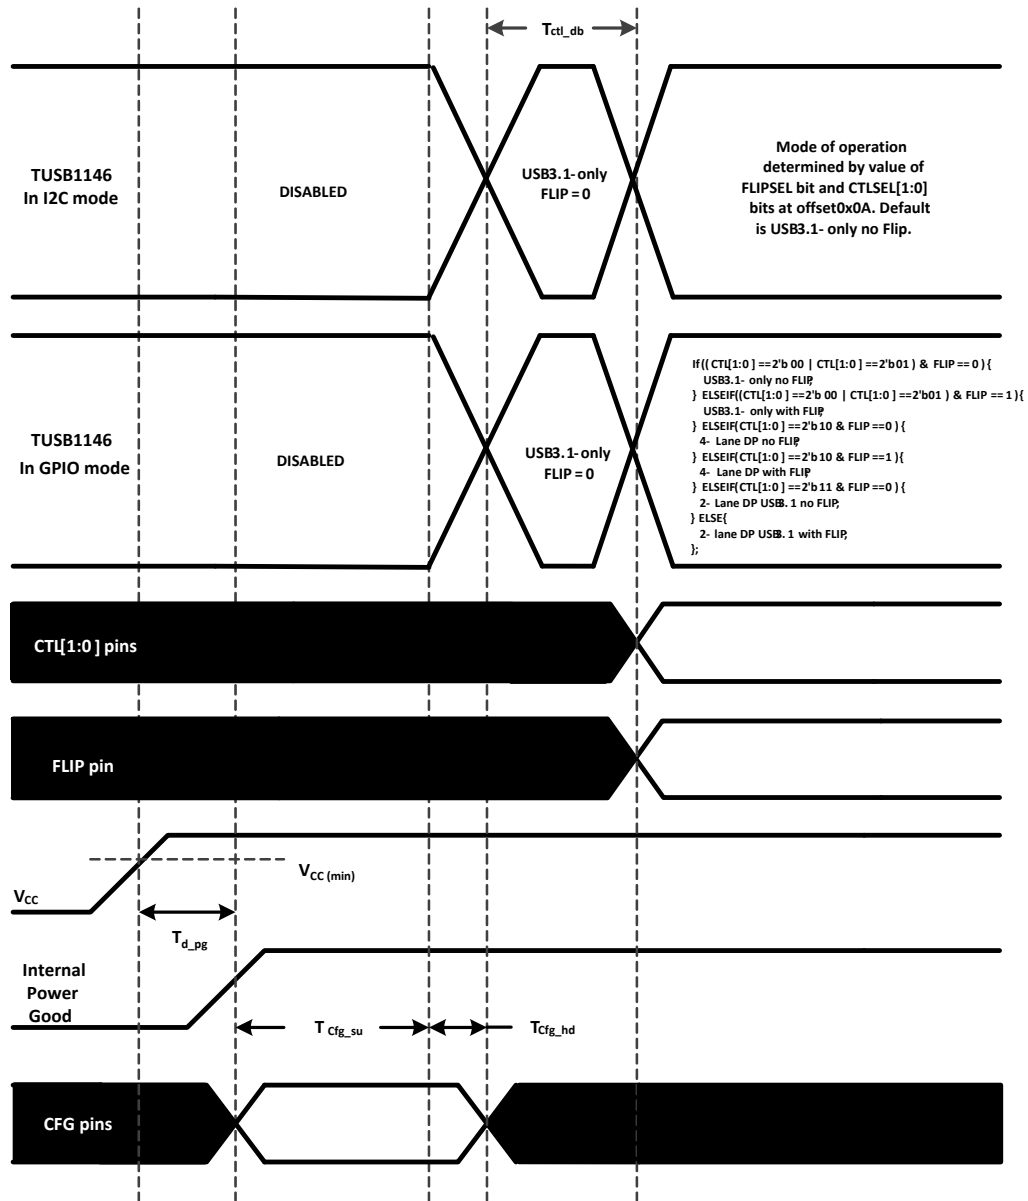 Tctl_db
TUSB1146
In I2C mode
DISABLED
USB3.1- only
FLIP = 0
Mode of operation
determined by value of
FLIPSEL bit and CTLSEL[1:0]
bits at offset0x0A. Default
is USB3.1- only no Flip.
TUSB1146
In GPIO mode
DISABLED
USB3.1- only
FLIP = 0
If(( CTL[1:0 ] ==2'b 00 | CTL[1:0 ] ==2'b01 ) & FLIP == 0 ) {
USB3.1- only no FLIP;
} ELSEIF((CTL[1:0 ] ==2'b 00 | CTL[1:0 ] ==2'b01 ) & FLIP == 1 ){
USB3.1- only with FLIP;
} ELSEIF(CTL[1:0 ] ==2'b 10 & FLIP ==0 ) {
4- Lane DP no FLIP;
} ELSEIF(CTL[1:0 ] ==2'b 10 & FLIP ==1 ){
4- Lane DP with FLIP;
} ELSEIF(CTL[1:0 ] ==2'b 11 & FLIP ==0 ) {
2- Lane DP USB3. 1 no FLIP;
} ELSE{
2- lane DP USB3. 1 with FLIP;
};
CTL[1:0 ] pins
FLIP pin
VCC (min)
VCC
Td_pg
Internal
Power
Good
TCfg_su
TCfg_hd
CFG pins